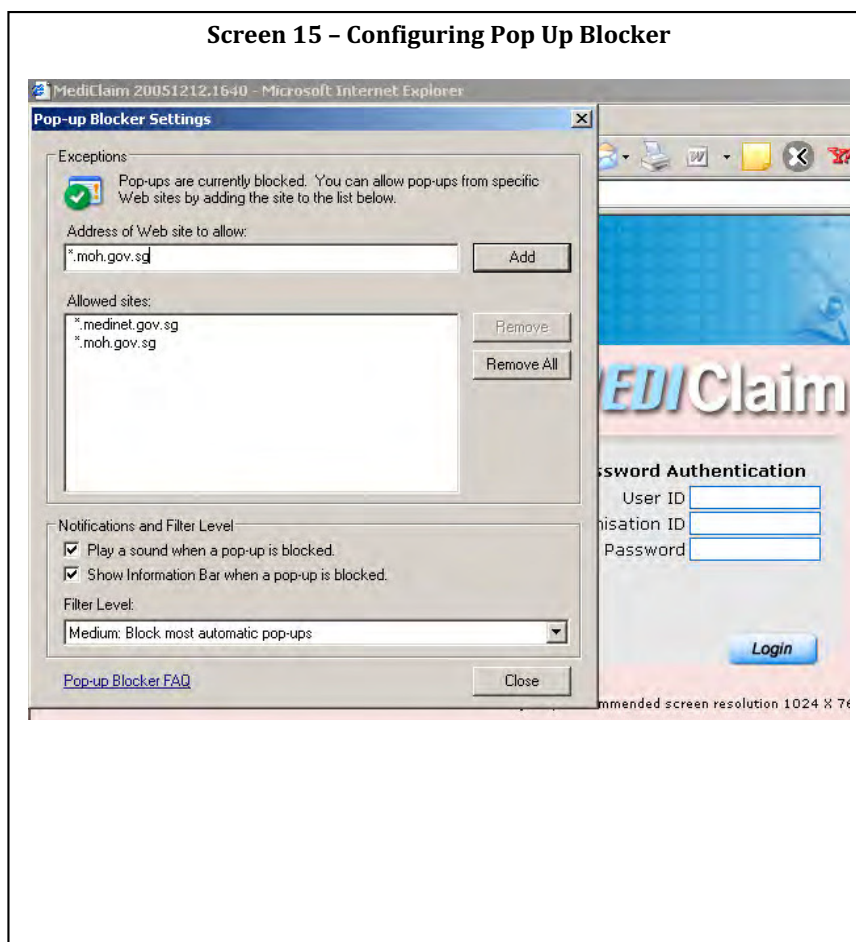 Screen 15 – Configuring Pop Up Blocker
MediClaim 20051212.1640 - Microsoft Internet Explorer
Pop-up Blocker Settings
Exceptions
Pop-ups are currently blocked. You can allow pop-ups from specific
Web sites by adding the site to the list below.
Address of Web site to allow:
*.moh.gov.sg
Add
Allowed sites:
*.medinet.gov.sg
*.moh.gov.sg
Remove
Remove All
Notifications and Filter Level
Play a sound when a pop-up is blocked.
Show Information Bar when a pop-up is blocked.
Filter Level:
Medium: Block most automatic pop-ups
Pop-up Blocker FAQ
Close
EDIClaim
ssword Authentication
User ID
nisation ID
Password
Login
mmended screen resolution 1024 X 76